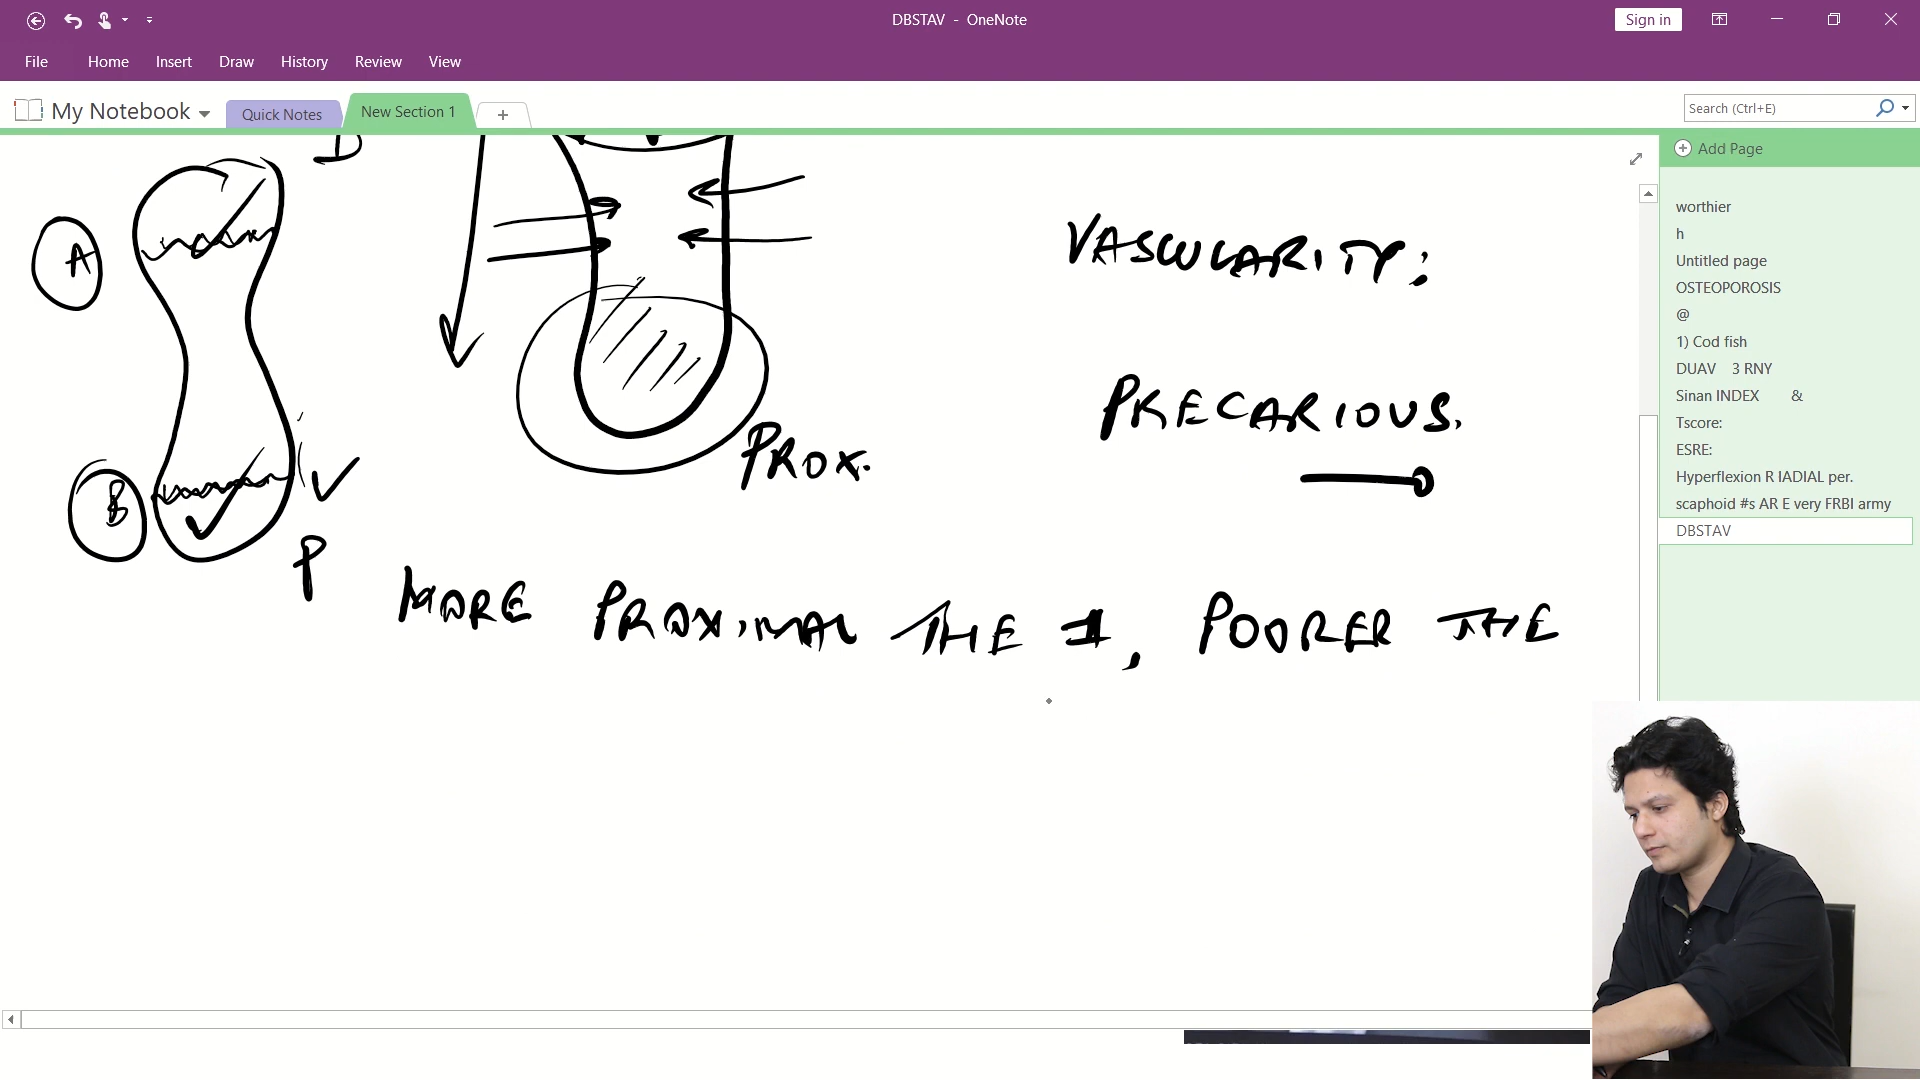 DBSTAV - OneNote
Sign in
File Home Insert Draw History Review View
My Notebook
Quick Notes
New Section 1
+
Search (Ctrl+E)
Add Page
worthier
h
Untitled page
OSTEOPOROSIS
@
1) Cod fish
DUAV 3 RNY
Sinan INDEX &
Tscore:
ESRE:
Hyperflexion R IADIAL per.
scaphoid #s AR E very FRBI army
DBSTAV
D
A
VASCULARITY:
PRECARIOUS.
PROX.
B
P
MORE PROXIMAL THE #, POORER THE